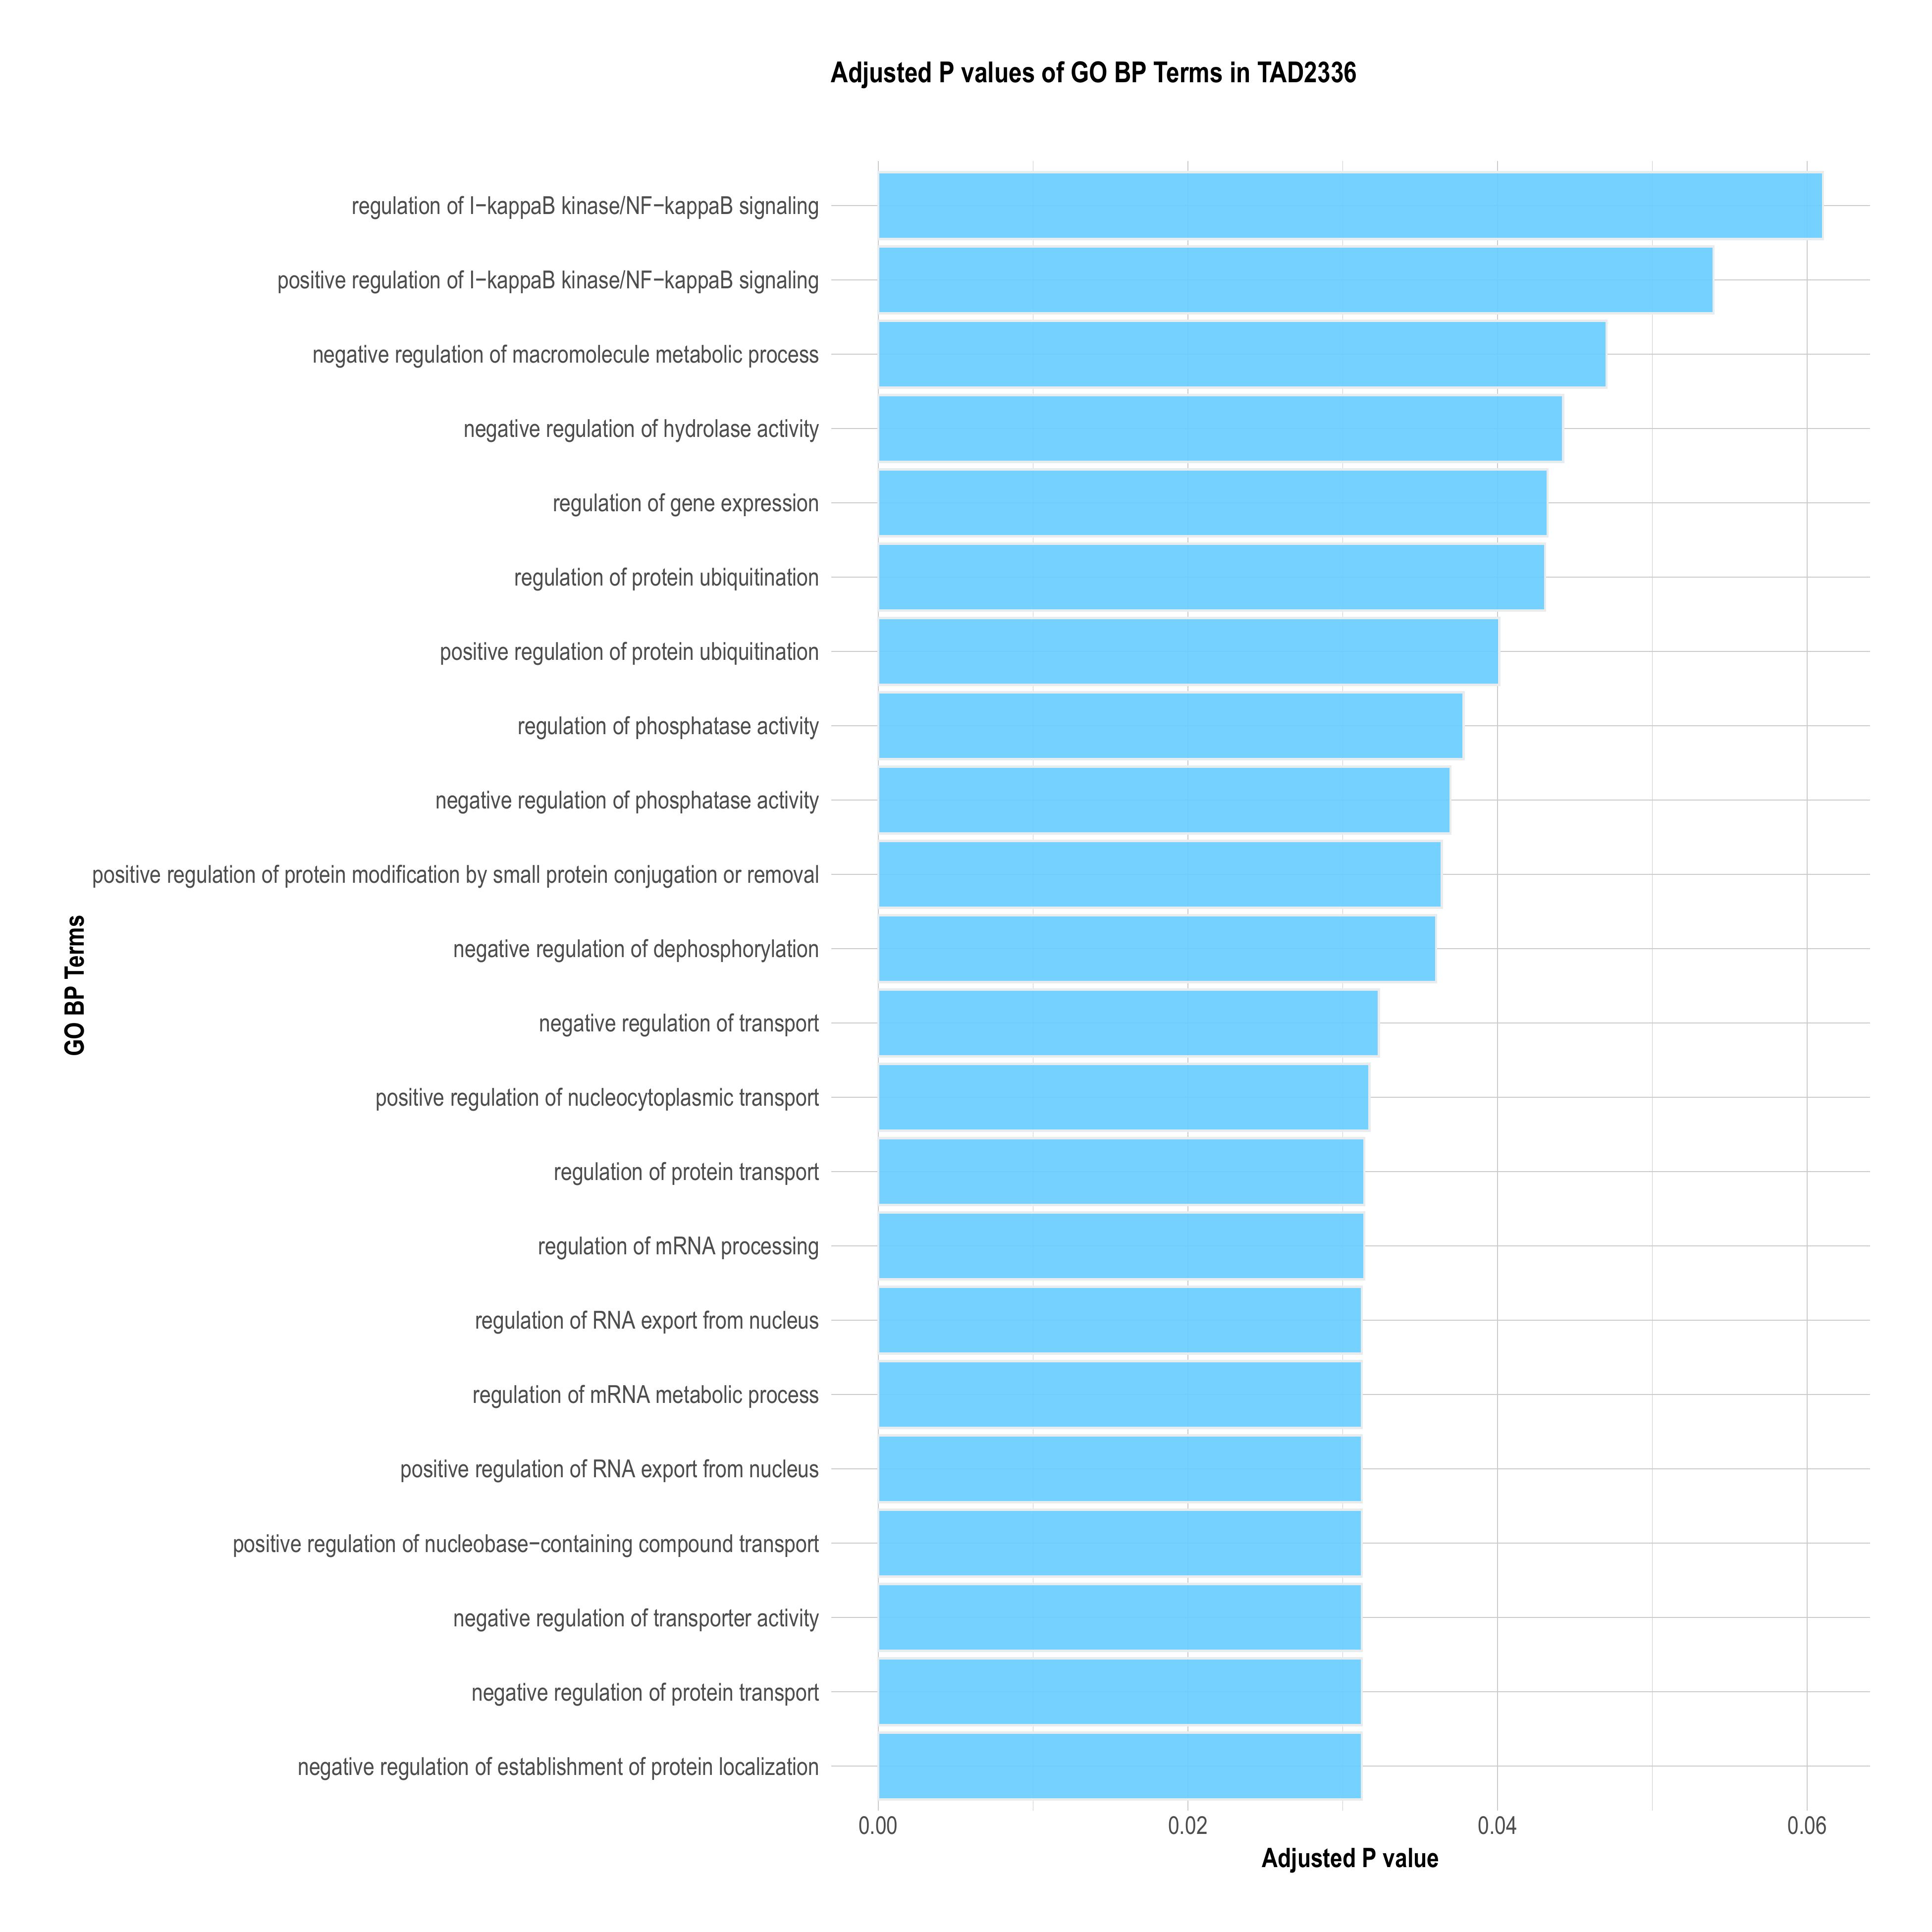 Adjusted P values of GO BP Terms in TAD2336
regulation of I−kappaB kinase/NF−kappaB signaling
positive regulation of I−kappaB kinase/NF−kappaB signaling
negative regulation of macromolecule metabolic process
negative regulation of hydrolase activity
regulation of gene expression
regulation of protein ubiquitination
positive regulation of protein ubiquitination
regulation of phosphatase activity
negative regulation of phosphatase activity
positive regulation of protein modification by small protein conjugation or removal
negative regulation of dephosphorylation
negative regulation of transport
positive regulation of nucleocytoplasmic transport
regulation of protein transport
regulation of mRNA processing
regulation of RNA export from nucleus
regulation of mRNA metabolic process
positive regulation of RNA export from nucleus
positive regulation of nucleobase−containing compound transport
negative regulation of transporter activity
negative regulation of protein transport
negative regulation of establishment of protein localization
GO BP Terms
0.00 0.02 0.04 0.06
Adjusted P value